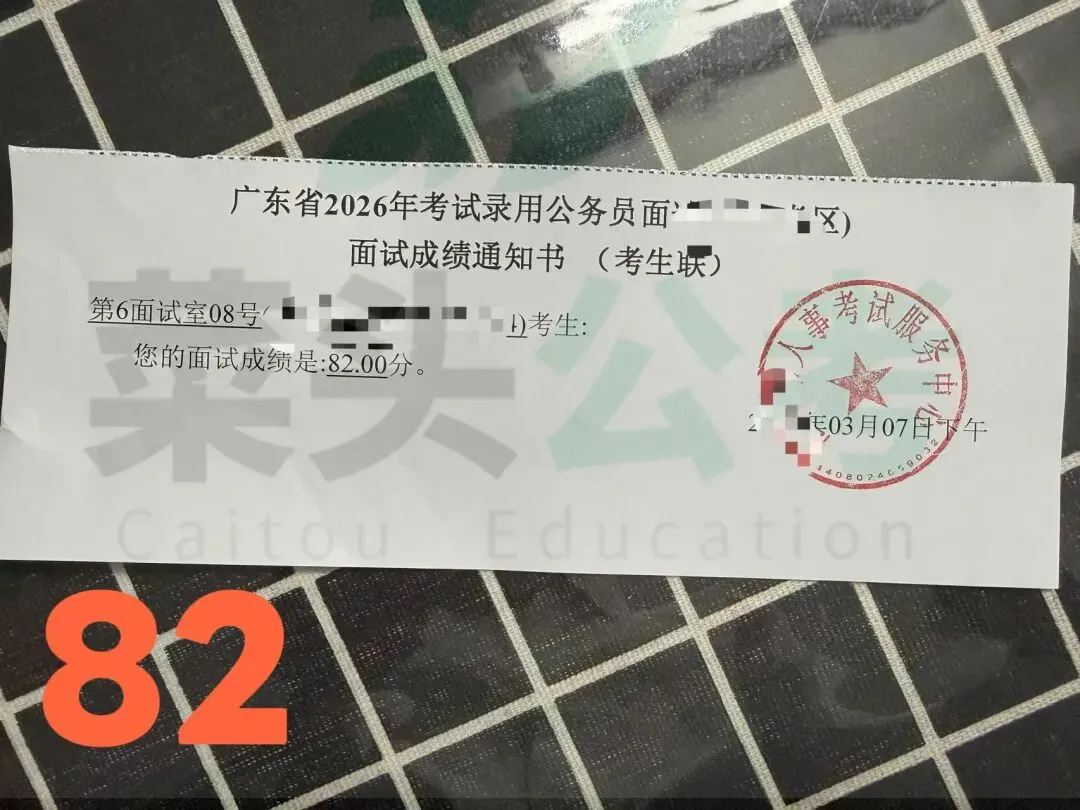 广东省2026年考试录用公务员面 区)
面试成绩通知书 (考生联)
第6面试室08号( )考生:
您的面试成绩是:82.00分。
人事考试服务中心
年03月07日下午
4408024659032
菜头公考
Caitou Education
82